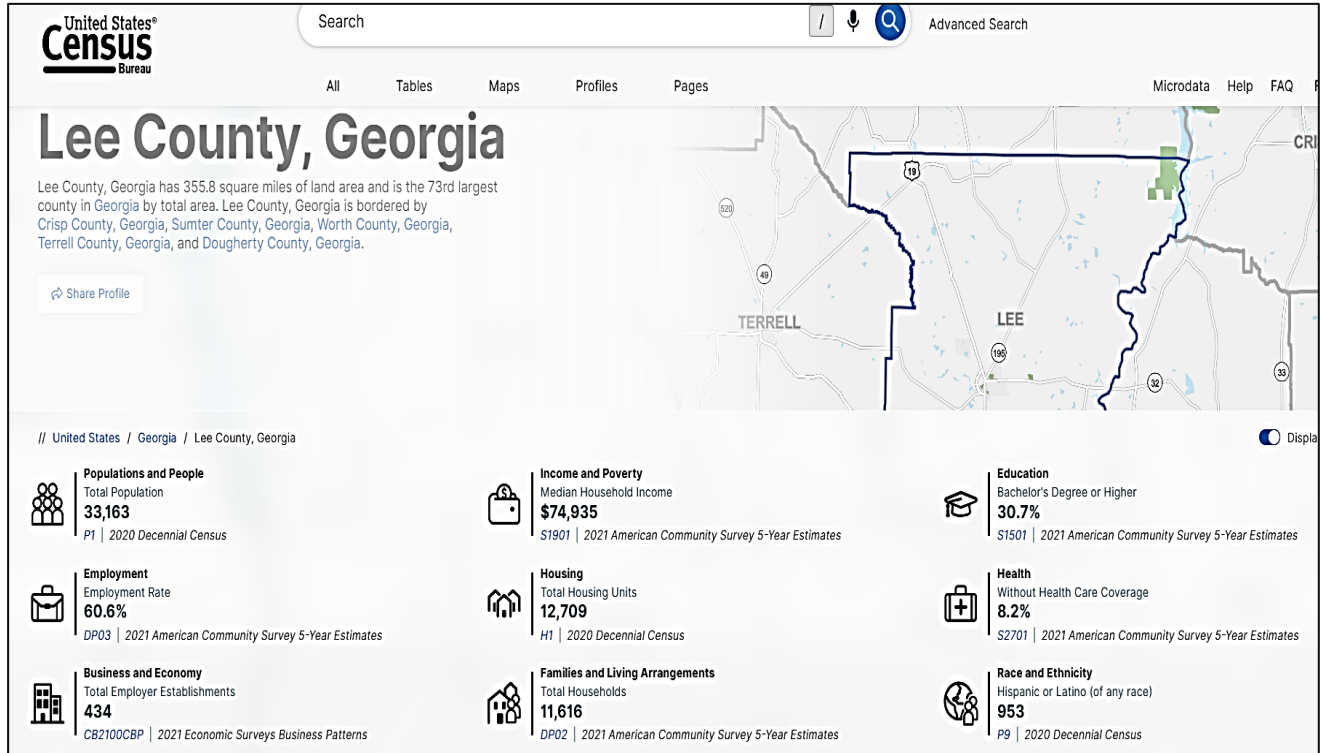 United States®
Census
Bureau
Search
/
Advanced Search
All Tables Maps Profiles Pages
Microdata Help FAQ
Lee County, Georgia
Lee County, Georgia has 355.8 square miles of land area and is the 73rd largest
county in Georgia by total area. Lee County, Georgia is bordered by
Crisp County, Georgia, Sumter County, Georgia, Worth County, Georgia,
Terrell County, Georgia, and Dougherty County, Georgia.
Share Profile
CRI
19
520
49
TERRELL
LEE
195
32
33
// United States / Georgia / Lee County, Georgia
Displa
Populations and People
Total Population
33,163
P1 | 2020 Decennial Census
Income and Poverty
Median Household Income
$74,935
S1901 | 2021 American Community Survey 5-Year Estimates
Education
Bachelor's Degree or Higher
30.7%
S1501 | 2021 American Community Survey 5-Year Estimates
Employment
Employment Rate
60.6%
DP03 | 2021 American Community Survey 5-Year Estimates
Housing
Total Housing Units
12,709
H1 | 2020 Decennial Census
Health
Without Health Care Coverage
8.2%
S2701 | 2021 American Community Survey 5-Year Estimates
Business and Economy
Total Employer Establishments
434
CB2100CBP | 2021 Economic Surveys Business Patterns
Families and Living Arrangements
Total Households
11,616
DP02 | 2021 American Community Survey 5-Year Estimates
Race and Ethnicity
Hispanic or Latino (of any race)
953
P9 | 2020 Decennial Census